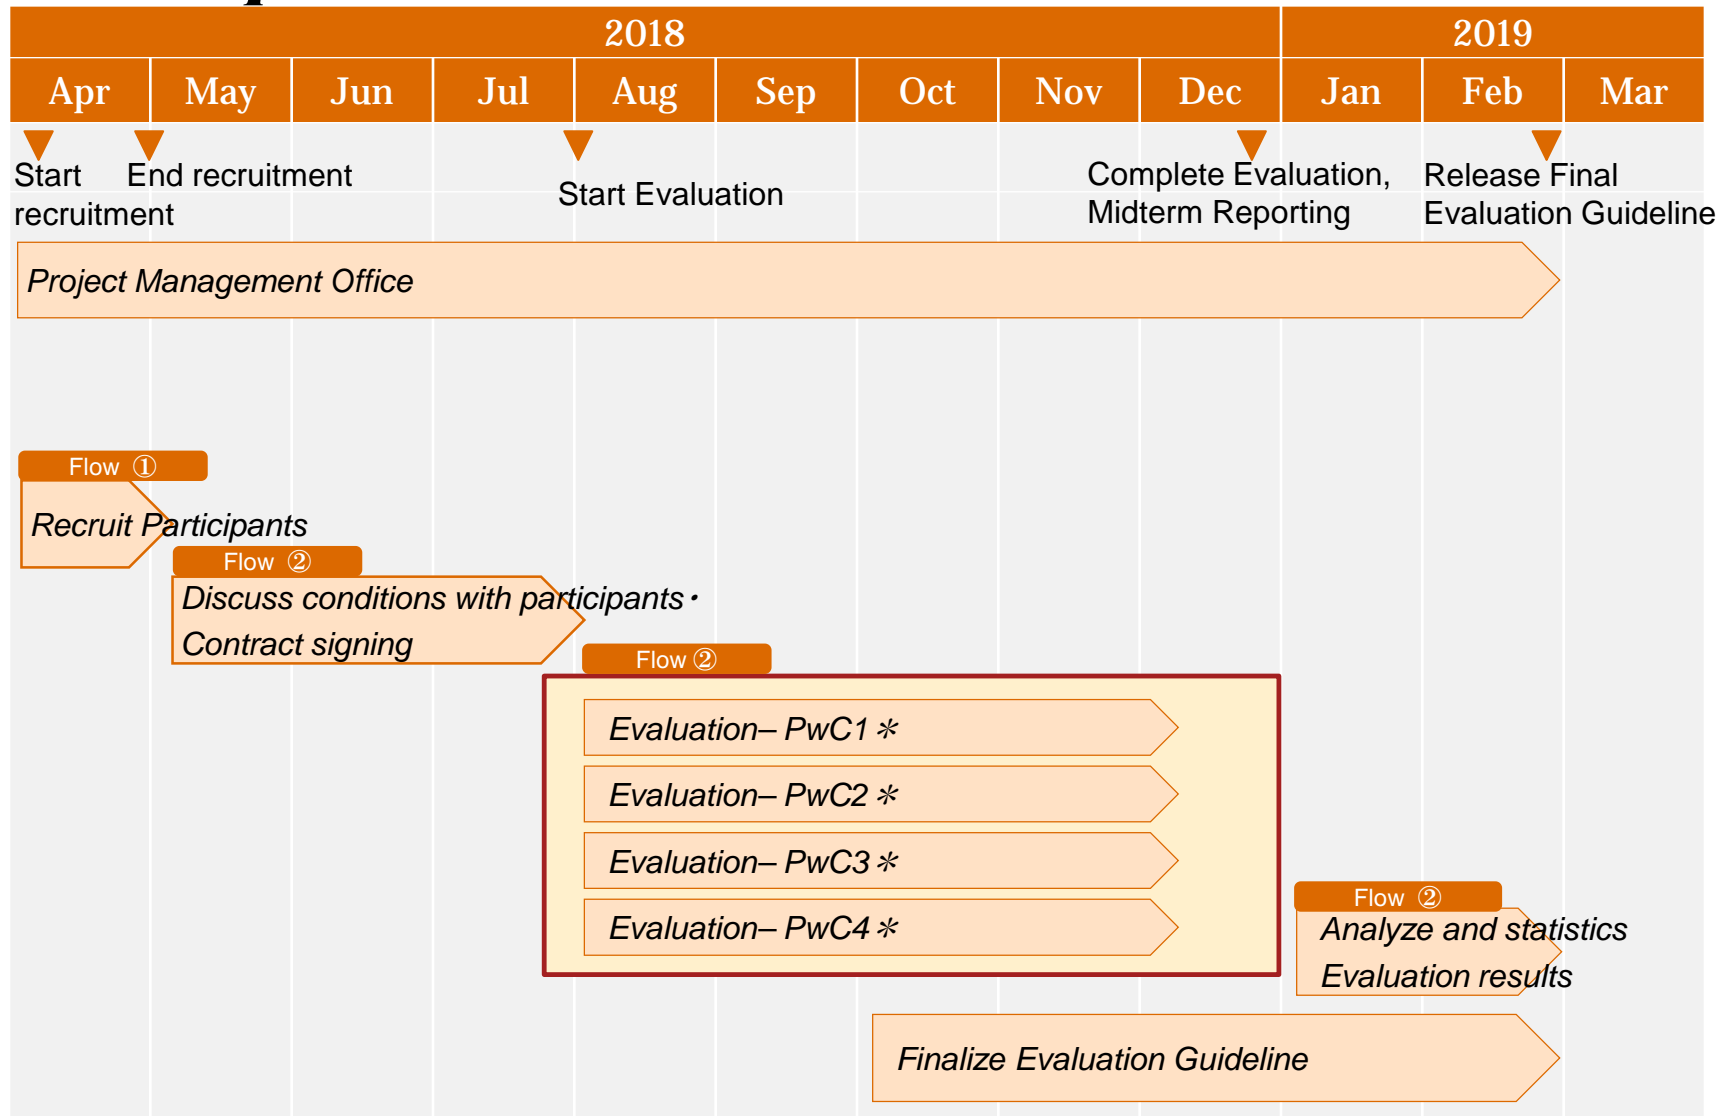 2018
2019
Apr
May
Jun
Jul
Aug
Sep
Oct
Nov
Dec
Jan
Feb
Mar
Start
recruitment
End recruitment
Start Evaluation
Complete Evaluation,
Midterm Reporting
Release Final
Evaluation Guideline
Project Management Office
Flow ①
Recruit Participants
Flow ②
Discuss conditions with participants・
Contract signing
Flow ②
Evaluation– PwC1＊
Evaluation– PwC2＊
Evaluation– PwC3＊
Evaluation– PwC4＊
Flow ②
Analyze and statistics
Evaluation results
Finalize Evaluation Guideline